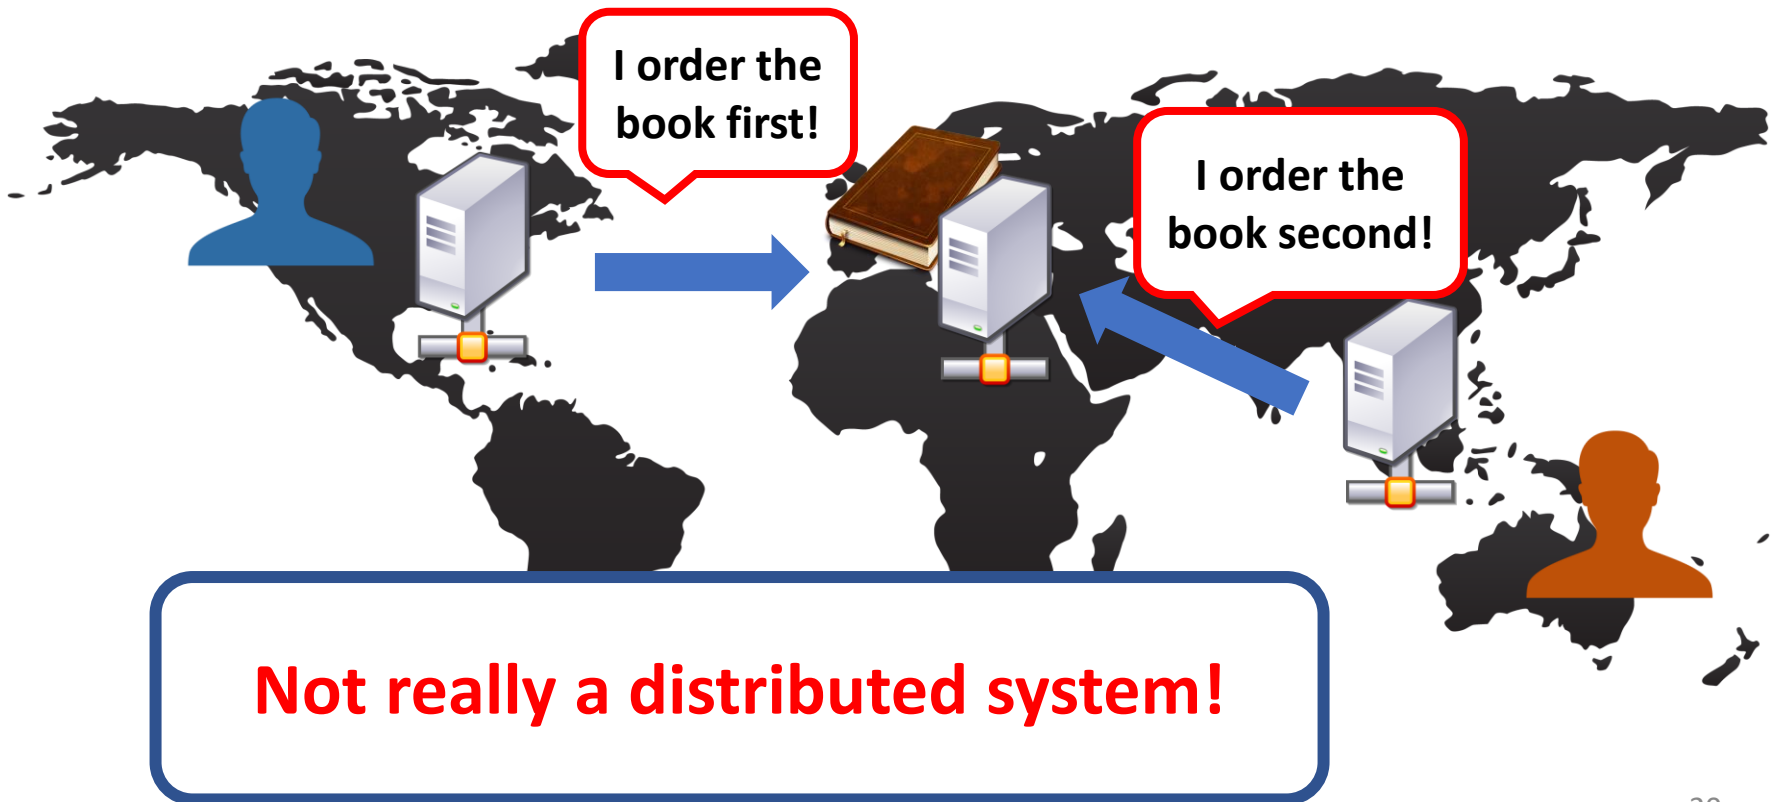 I order the
book first!
I order the
book second!
Not really a distributed system!